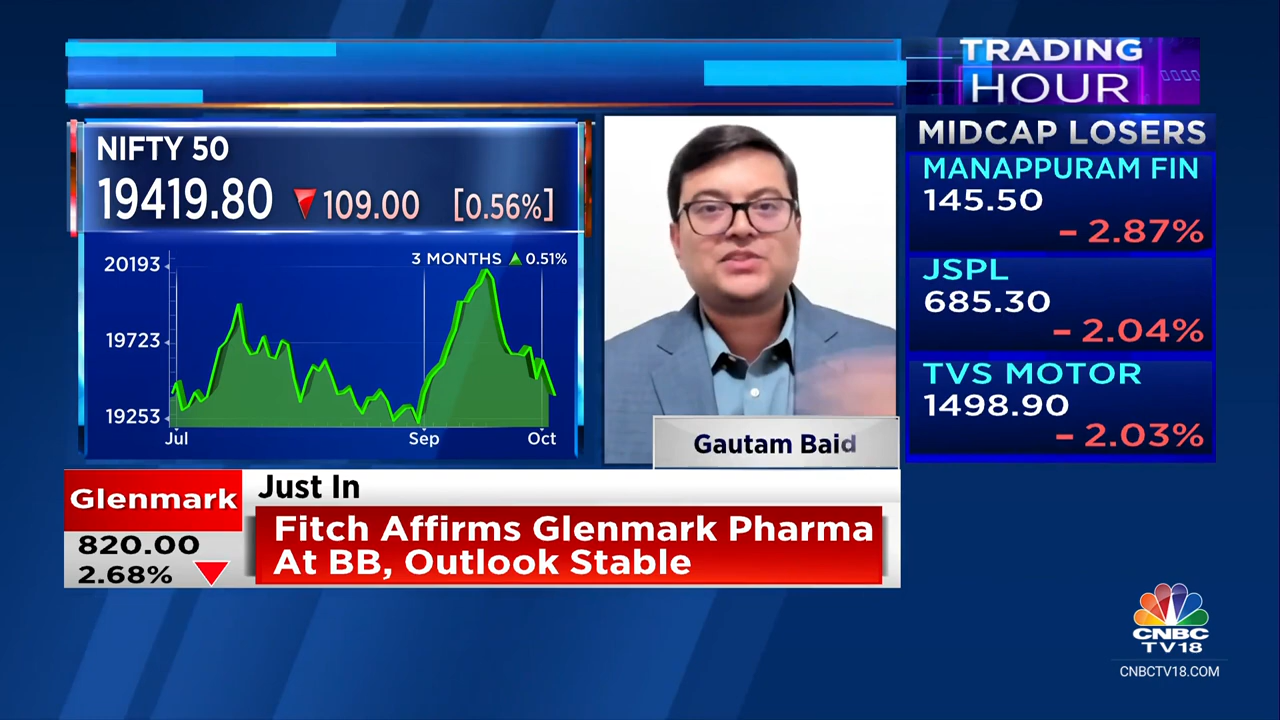 TRADING
HOUR
NIFTY 50
19419.80 ▼ 109.00 [0.56%]
3 MONTHS ▲ 0.51%
20193
19723
19253
Jul Sep Oct
Gautam Baid
MIDCAP LOSERS
MANAPPURAM FIN
145.50
– 2.87%
JSPL
685.30
– 2.04%
TVS MOTOR
1498.90
– 2.03%
Glenmark
820.00
2.68% ▼
Just In
Fitch Affirms Glenmark Pharma
At BB, Outlook Stable
CNBC
TV18
CNBCTV18.COM